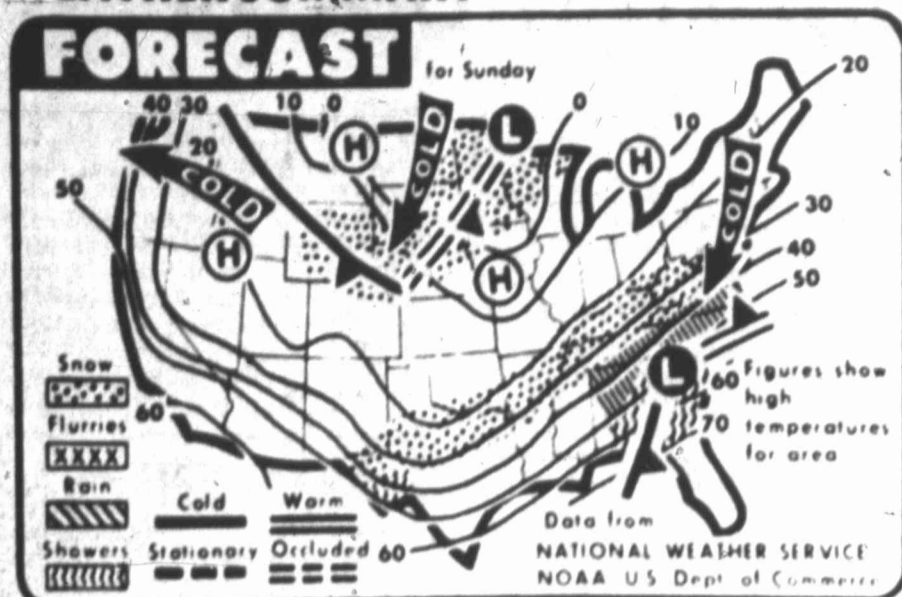 FORECAST
for Sunday
40 30
10 0
0
10
20
20
50
COLD
H
COLD
L
H
COLD
30
H
H
40
50
Snow
L
60 Figures show
high
60
70 temperatures
for area
Flurries
XXXX
Rain
Cold
Warm
Data from
Showers
Stationary
Occluded
60
NATIONAL WEATHER SERVICE
NOAA U S Dept of Commerce